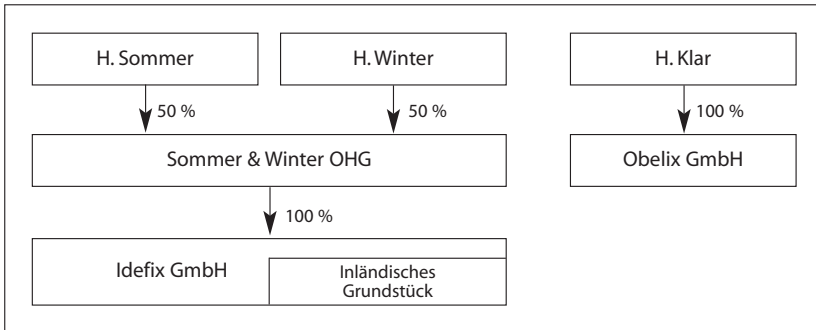 H. Sommer
H. Winter
H. Klar
50 %
50 %
100 %
Sommer & Winter OHG
Obelix GmbH
100 %
Idefix GmbH
Inländisches
Grundstück